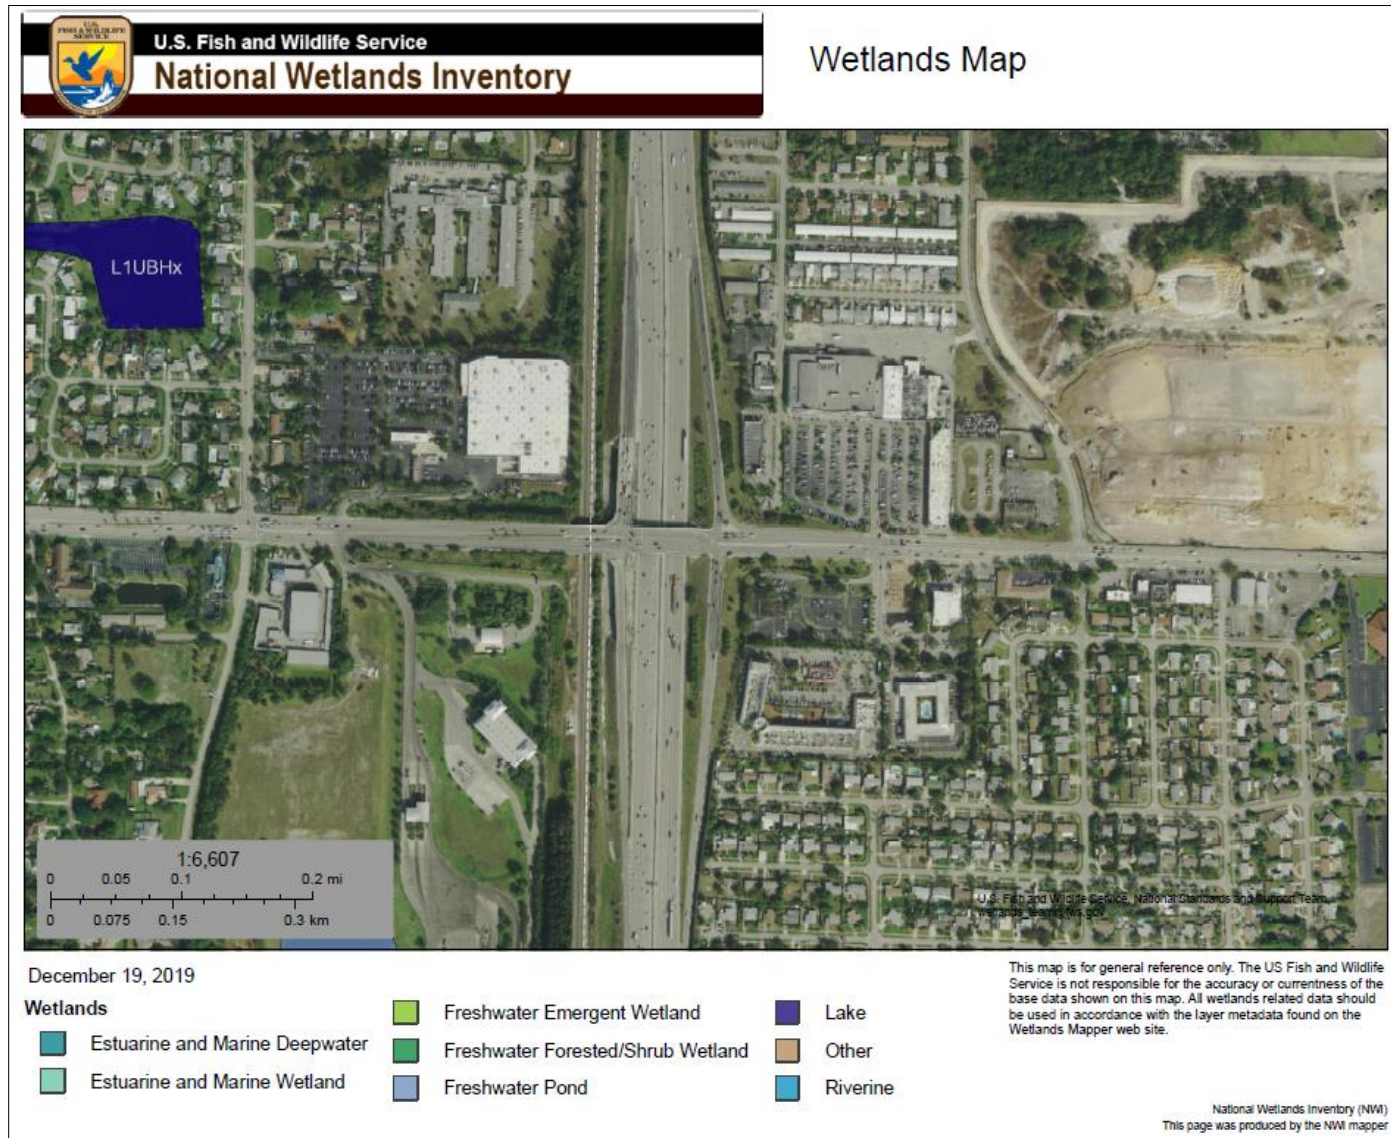 U.S.
FISH & WILDLIFE
SERVICE
U.S. Fish and Wildlife Service
National Wetlands Inventory
Wetlands Map
L1UBHx
1:6,607
0 0.05 0.1 0.2 mi
0 0.075 0.15 0.3 km
U.S. Fish and Wildlife Service, National Standards and Support Team,
wetlands_team@fws.gov
December 19, 2019
Wetlands
Estuarine and Marine Deepwater
Estuarine and Marine Wetland
Freshwater Emergent Wetland
Freshwater Forested/Shrub Wetland
Freshwater Pond
Lake
Other
Riverine
This map is for general reference only. The US Fish and Wildlife
Service is not responsible for the accuracy or currentness of the
base data shown on this map. All wetlands related data should
be used in accordance with the layer metadata found on the
Wetlands Mapper web site.
National Wetlands Inventory (NWI)
This page was produced by the NWI mapper